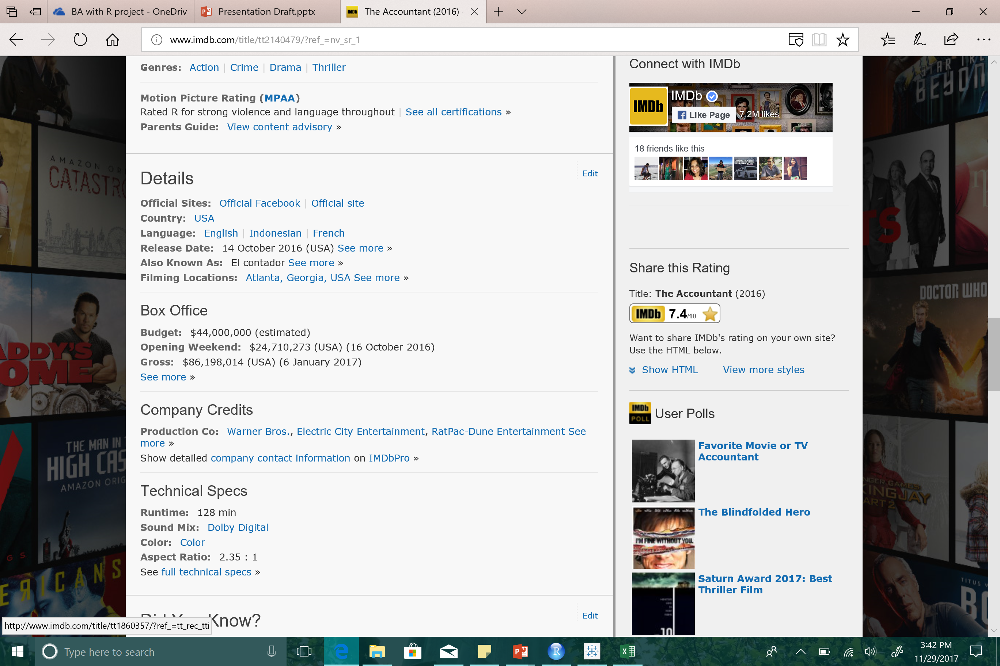 BA with R project - OneDriv
Presentation Draft.pptx
IMDb
The Accountant (2016)
www.imdb.com/title/tt2140479/?ref_=nv_sr_1
Genres: Action | Crime | Drama | Thriller
Motion Picture Rating (MPAA)
Rated R for strong violence and language throughout | See all certifications »
Parents Guide: View content advisory »
Details
Edit
Official Sites: Official Facebook | Official site
Country: USA
Language: English | Indonesian | French
Release Date: 14 October 2016 (USA) See more »
Also Known As: El contador See more »
Filming Locations: Atlanta, Georgia, USA See more »
Box Office
Budget: $44,000,000 (estimated)
Opening Weekend: $24,710,273 (USA) (16 October 2016)
Gross: $86,198,014 (USA) (6 January 2017)
See more »
Company Credits
Production Co: Warner Bros., Electric City Entertainment, RatPac-Dune Entertainment See
more »
Show detailed company contact information on IMDbPro »
Technical Specs
Runtime: 128 min
Sound Mix: Dolby Digital
Color: Color
Aspect Ratio: 2.35 : 1
See full technical specs »
Know?
Edit
http://www.imdb.com/title/tt1860357/?ref_=tt_rec_tti
Connect with IMDb
IMDb
IMDb
Like Page
7.2M likes
18 friends like this
Share this Rating
Title: The Accountant (2016)
IMDb 7.4/10
Want to share IMDb's rating on your own site?
Use the HTML below.
Show HTML
View more styles
IMDb
POLL
User Polls
Favorite Movie or TV
Accountant
The Blindfolded Hero
I'M FINE WITHOUT YOU.
Saturn Award 2017: Best
Thriller Film
10
AMAZON OR
CATASTR
ADDY'S
OME
THE MAN IN
HIGH CAS
AMAZON ORIG
G S
ERICANS
STAR TRE
BEYON
TS
DOCTOR WHO
NGER GAMES
KINGJAY
ART 2
TITUS
BO
Type here to search
3:42 PM
11/29/2017